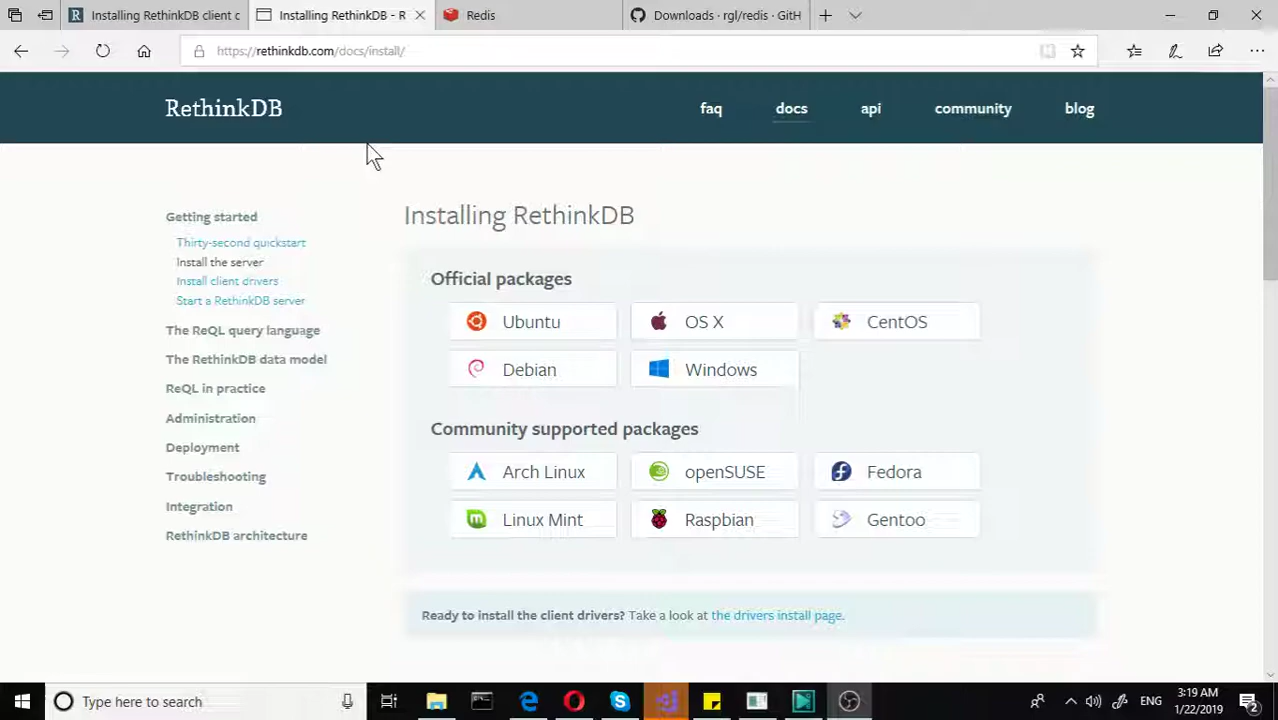 Installing RethinkDB client c
Installing RethinkDB - R
Redis
Downloads · rgl/redis · GitH
https://rethinkdb.com/docs/install/
RethinkDB
faq
docs
api
community
blog
Getting started
Thirty-second quickstart
Install the server
Install client drivers
Start a RethinkDB server
The ReQL query language
The RethinkDB data model
ReQL in practice
Administration
Deployment
Troubleshooting
Integration
RethinkDB architecture
Installing RethinkDB
Official packages
Ubuntu
OS X
CentOS
Debian
Windows
Community supported packages
Arch Linux
openSUSE
Fedora
Linux Mint
Raspbian
Gentoo
Ready to install the client drivers? Take a look at the drivers install page.
Type here to search
ENG
3:19 AM
1/22/2019
2